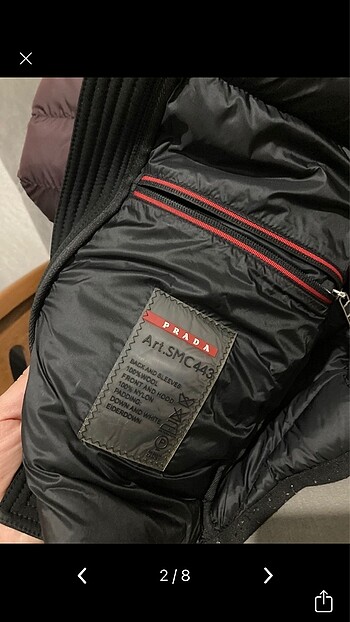 PRADA
Art.SMC443
BACK AND SLEEVES
100% WOOL
FRONT AND HOOD
100% NYLON
PADDING
DOWN AND WHITE
EIDERDOWN
2/8